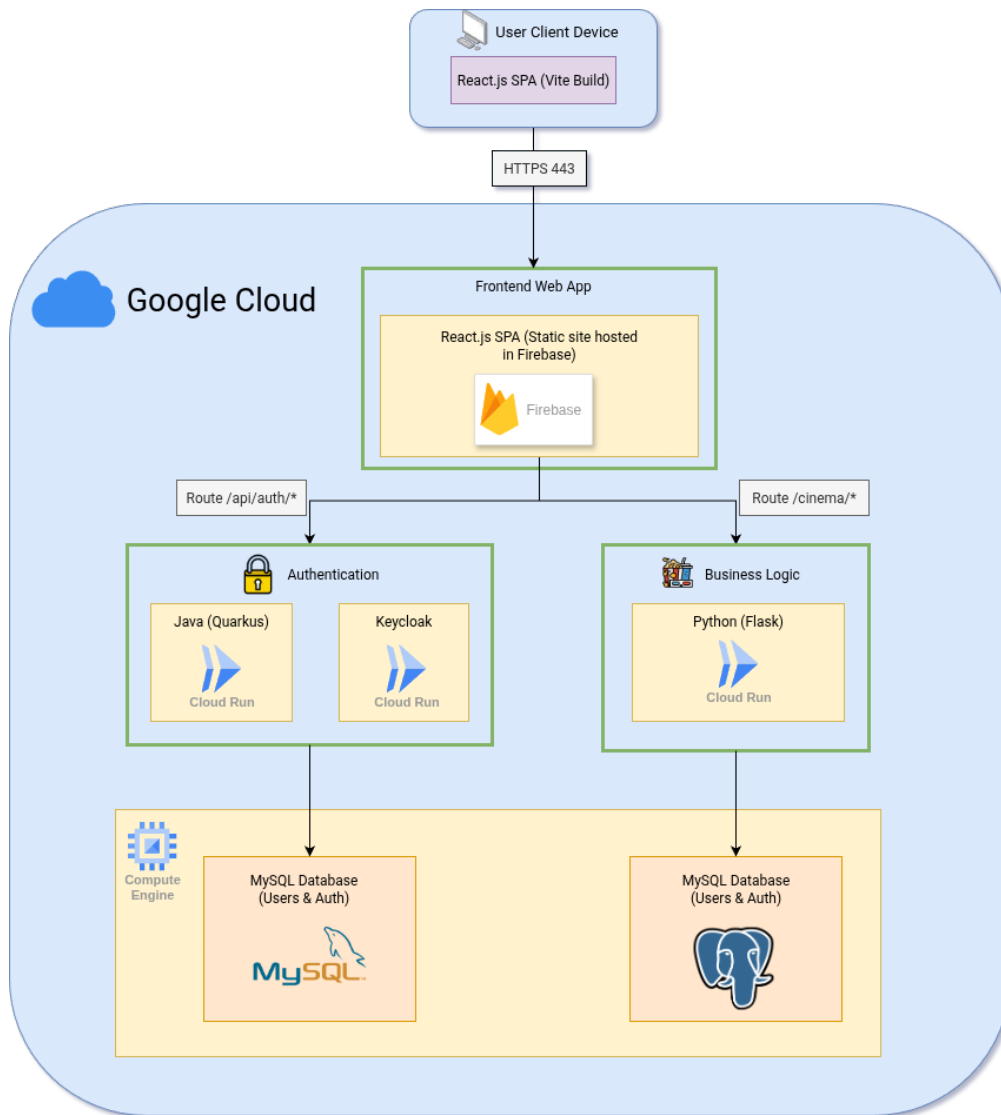 User Client Device
React.js SPA (Vite Build)
HTTPS 443
Google Cloud
Frontend Web App
React.js SPA (Static site hosted
in Firebase)
Firebase
Route /api/auth/*
Route /cinema/*
Authentication
Java (Quarkus)
Cloud Run
Keycloak
Cloud Run
Business Logic
Python (Flask)
Cloud Run
Compute
Engine
MySQL Database
(Users & Auth)
MySQL
MySQL Database
(Users & Auth)